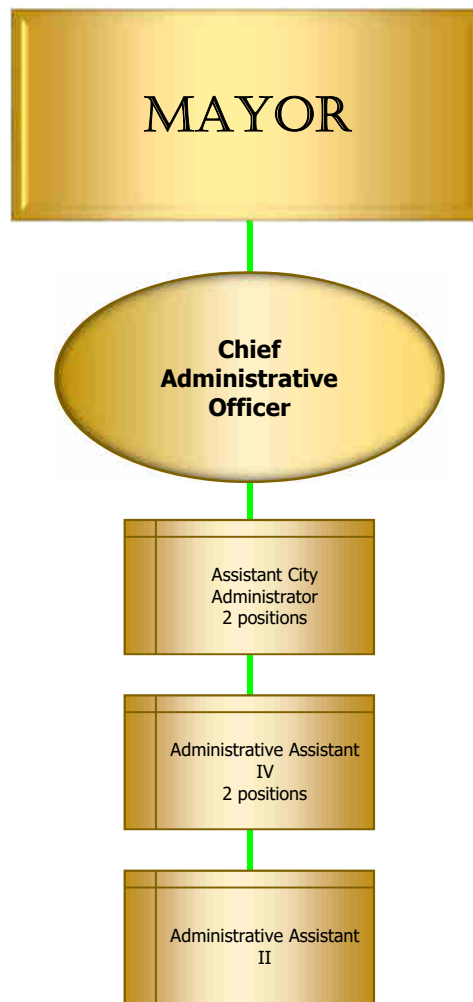 MAYOR
Chief
Administrative
Officer
Assistant City
Administrator
2 positions
Administrative Assistant
IV
2 positions
Administrative Assistant
II